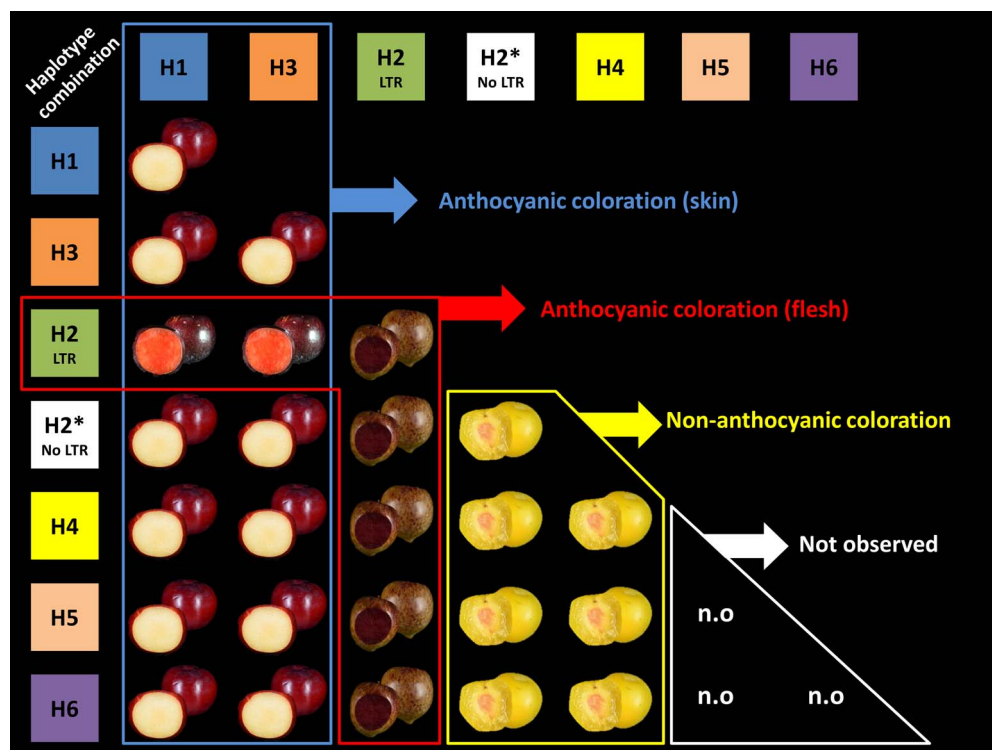 Haplotype
combination
H1
H3
H2
LTR
H2*
No LTR
H4
H5
H6
H1
Anthocyanic coloration (skin)
H3
Anthocyanic coloration (flesh)
H2
LTR
H2*
No LTR
Non-anthocyanic coloration
H4
Not observed
H5
n.o
H6
n.o
n.o